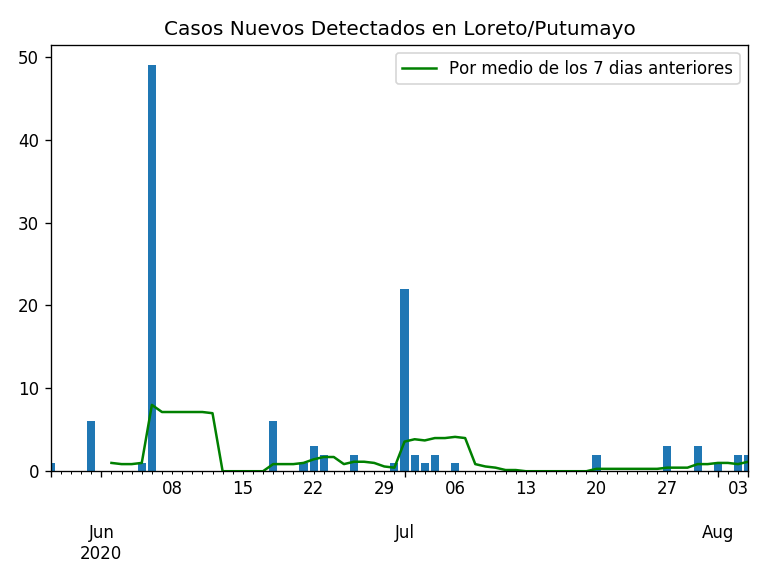 Casos Nuevos Detectados en Loreto/Putumayo
Por medio de los 7 dias anteriores
50
40
30
20
10
0
08 15 22 29 06 13 20 27 03
Jun Jul Aug
2020